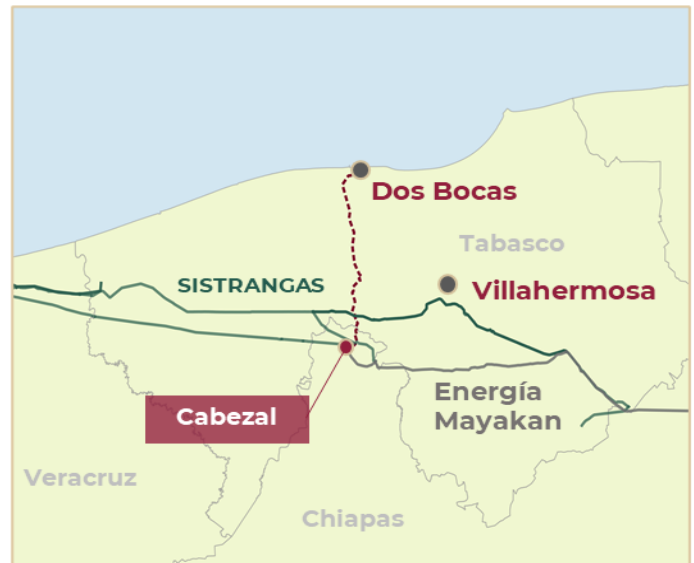 Dos Bocas
Tabasco
SISTRANGAS
Villahermosa
Energía
Mayakan
Cabezal
Veracruz
Chiapas